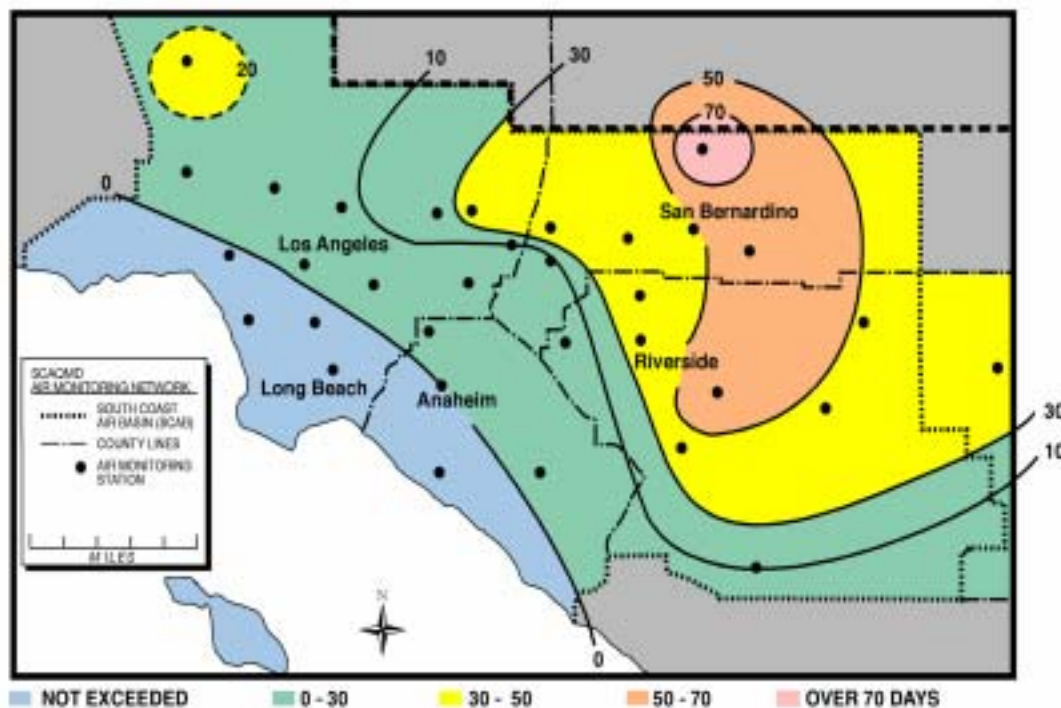 10
30
50
70
20
0
San Bernardino
Los Angeles
Riverside
Long Beach
Anaheim
30
10
0
N
SCAQMD
AIR MONITORING NETWORK
SOUTH COAST
AIR BASIN (SCAB)
COUNTY LINES
AIR MONITORING
STATION
MILES
NOT EXCEEDED
0 - 30
30 - 50
50 - 70
OVER 70 DAYS